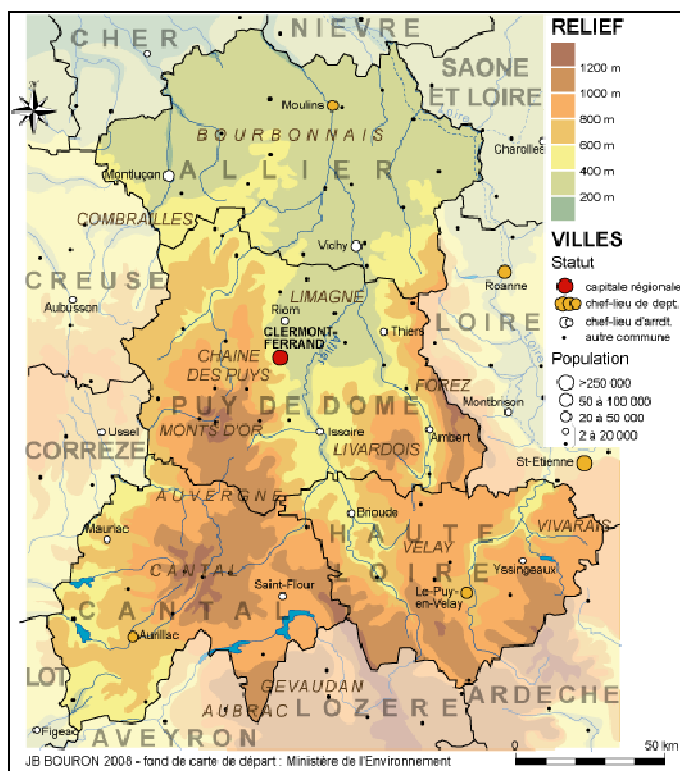 NIEVRE
CHER
RELIEF
1200 m
1000 m
800 m
600 m
400 m
200 m
SAONE
ET LOIRE
Moulins
BOURBONNAIS
Loire
Charolles
ALLIER
Montluçon
COMBRAILLES
VILLES
Statut
capitale régionale
chef-lieu de dept.
chef-lieu d'arrdt.
autre commune
Population
>250 000
50 à 100 000
20 à 50 000
2 à 20 000
Vichy
CREUSE
Aubusson
Roanne
LIMAGNE
Riom
CLERMONT-
FERRAND
Allier
Thiers
LOIRE
Loire
CHAINE
DES PUYS
FOREZ
PUY DE DOME
Montbrison
Ussel
MONTS D'OR
Issoire
LIVARDOIS
Ambert
CORREZE
St-Etienne
AUVERGNE
Mauriac
Brioude
HAUTE
VIVARAIS
VELAY
CANTAL
LOIRE
Yssingeaux
Saint-Flour
Le-Puy-
en-Velay
CANTAL
Aurillac
LOT
GEVAUDAN
AUBRAC
LOZERE
ARDECHE
Figeac
AVEYRON
0 50 km
JB BOURON 2008 - fond de carte de départ : Ministère de l'Environnement